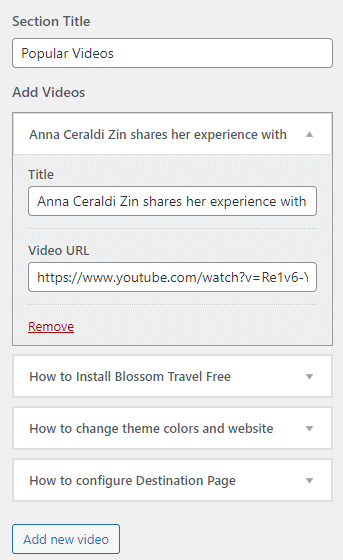 Section Title
Popular Videos
Add Videos
Anna Ceraldi Zin shares her experience with
Title
Anna Ceraldi Zin shares her experience with
Video URL
https://www.youtube.com/watch?v=Re1v6-
Remove
How to Install Blossom Travel Free
How to change theme colors and website
How to configure Destination Page
Add new video